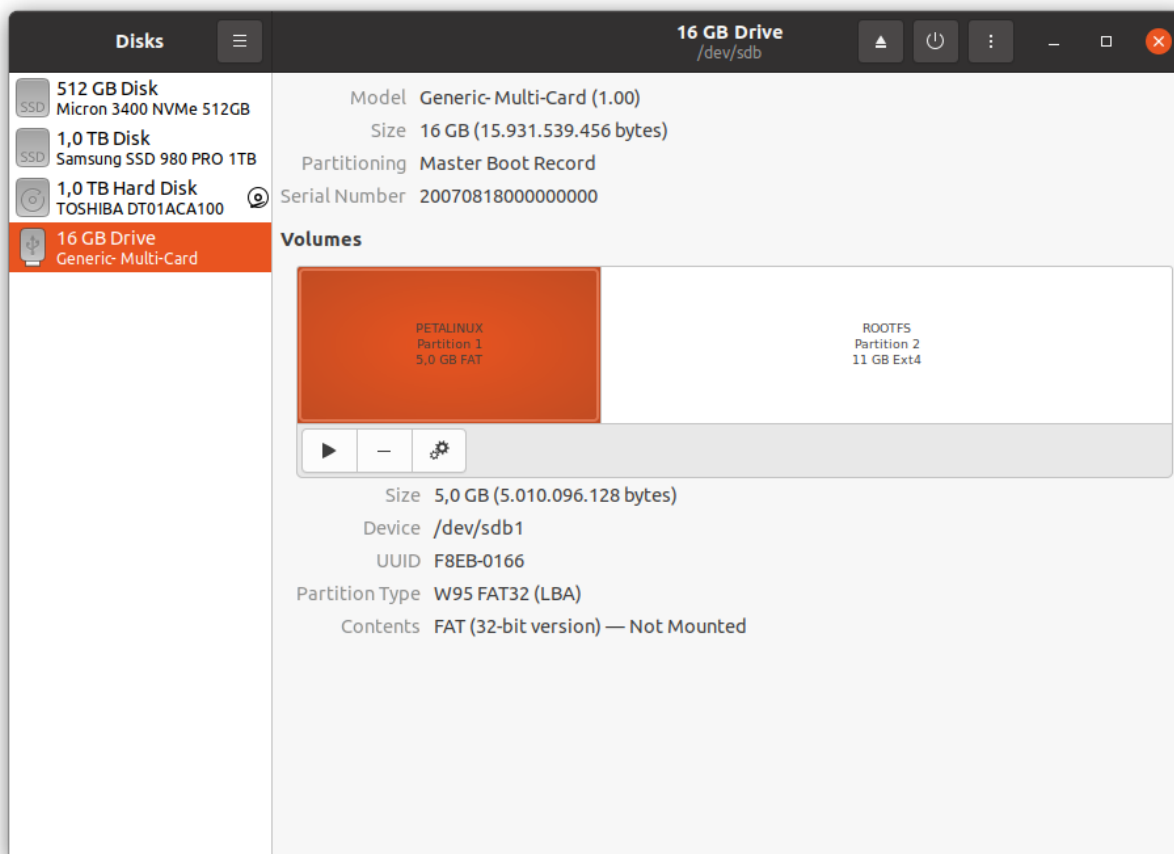 Disks
16 GB Drive
/dev/sdb
SSD
512 GB Disk
Micron 3400 NVMe 512GB
SSD
1,0 TB Disk
Samsung SSD 980 PRO 1TB
1,0 TB Hard Disk
TOSHIBA DT01ACA100
16 GB Drive
Generic- Multi-Card
Model Generic- Multi-Card (1.00)
Size 16 GB (15.931.539.456 bytes)
Partitioning Master Boot Record
Serial Number 20070818000000000
Volumes
PETALINUX
Partition 1
5,0 GB FAT
ROOTFS
Partition 2
11 GB Ext4
Size 5,0 GB (5.010.096.128 bytes)
Device /dev/sdb1
UUID F8EB-0166
Partition Type W95 FAT32 (LBA)
Contents FAT (32-bit version) — Not Mounted